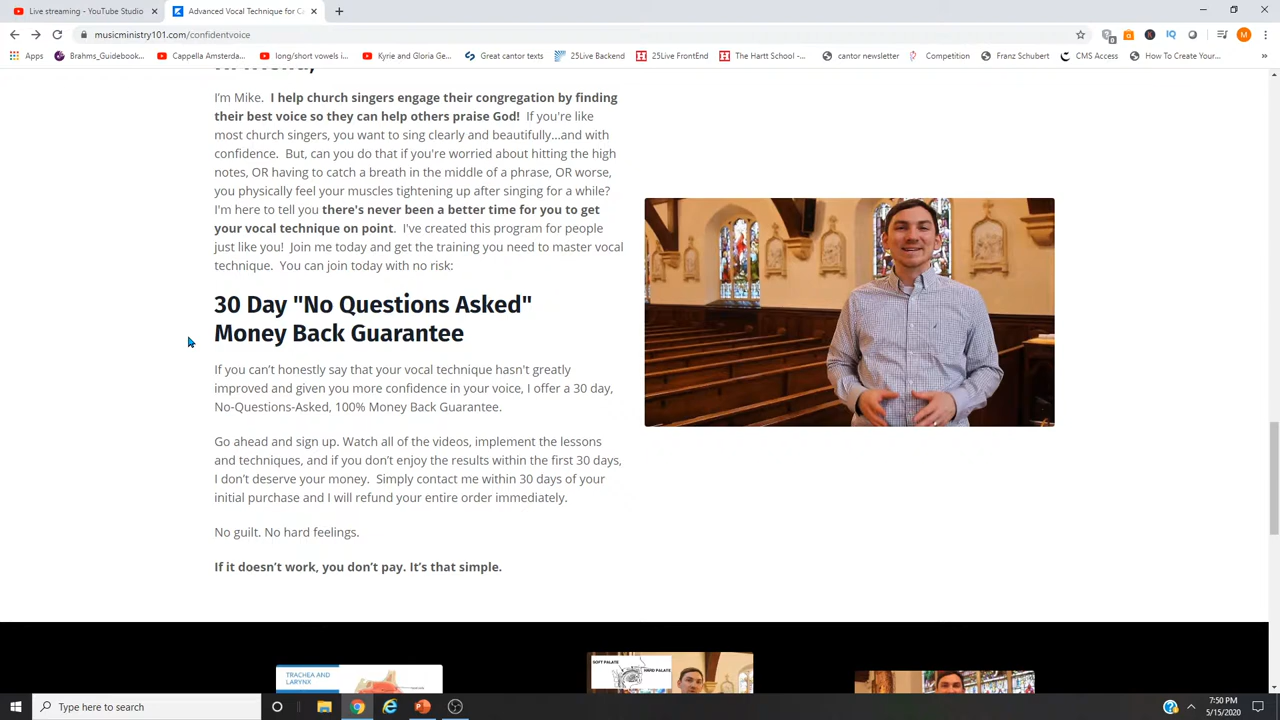 Live streaming - YouTube Studio
Advanced Vocal Technique for Ca
musicministry101.com/confidentvoice
Apps
Brahms_Guidebook...
Cappella Amsterda...
long/short vowels i...
Kyrie and Gloria Ge...
Great cantor texts
25Live Backend
25Live FrontEnd
The Hartt School -...
cantor newsletter
Competition
Franz Schubert
CMS Access
How To Create Your...
I'm Mike.  I help church singers engage their congregation by finding
their best voice so they can help others praise God!  If you're like
most church singers, you want to sing clearly and beautifully...and with
confidence.  But, can you do that if you're worried about hitting the high
notes, OR having to catch a breath in the middle of a phrase, OR worse,
you physically feel your muscles tightening up after singing for a while?
I'm here to tell you there's never been a better time for you to get
your vocal technique on point.  I've created this program for people
just like you!  Join me today and get the training you need to master vocal
technique.  You can join today with no risk:
30 Day "No Questions Asked"
Money Back Guarantee
If you can't honestly say that your vocal technique hasn't greatly
improved and given you more confidence in your voice, I offer a 30 day,
No-Questions-Asked, 100% Money Back Guarantee.
Go ahead and sign up. Watch all of the videos, implement the lessons
and techniques, and if you don't enjoy the results within the first 30 days,
I don't deserve your money.  Simply contact me within 30 days of your
initial purchase and I will refund your entire order immediately.
No guilt. No hard feelings.
If it doesn't work, you don't pay. It's that simple.
TRACHEA AND
LARYNX
SOFT PALATE
HARD PALATE
Type here to search
7:50 PM
5/15/2020